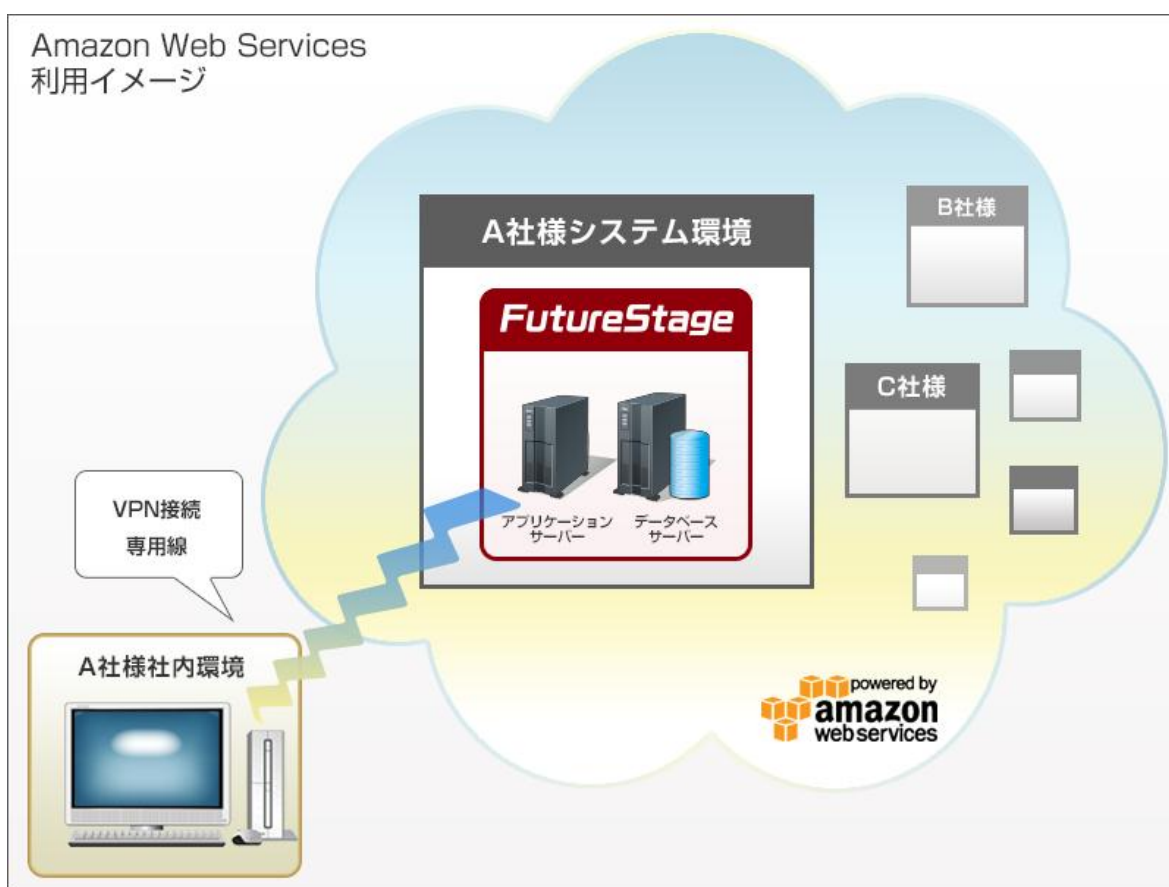 Amazon Web Services
利用イメージ
A社様システム環境
B社様
FutureStage
C社様
アプリケーション
サーバー
データベース
サーバー
VPN接続
専用線
A社様社内環境
powered by
amazon
webservices